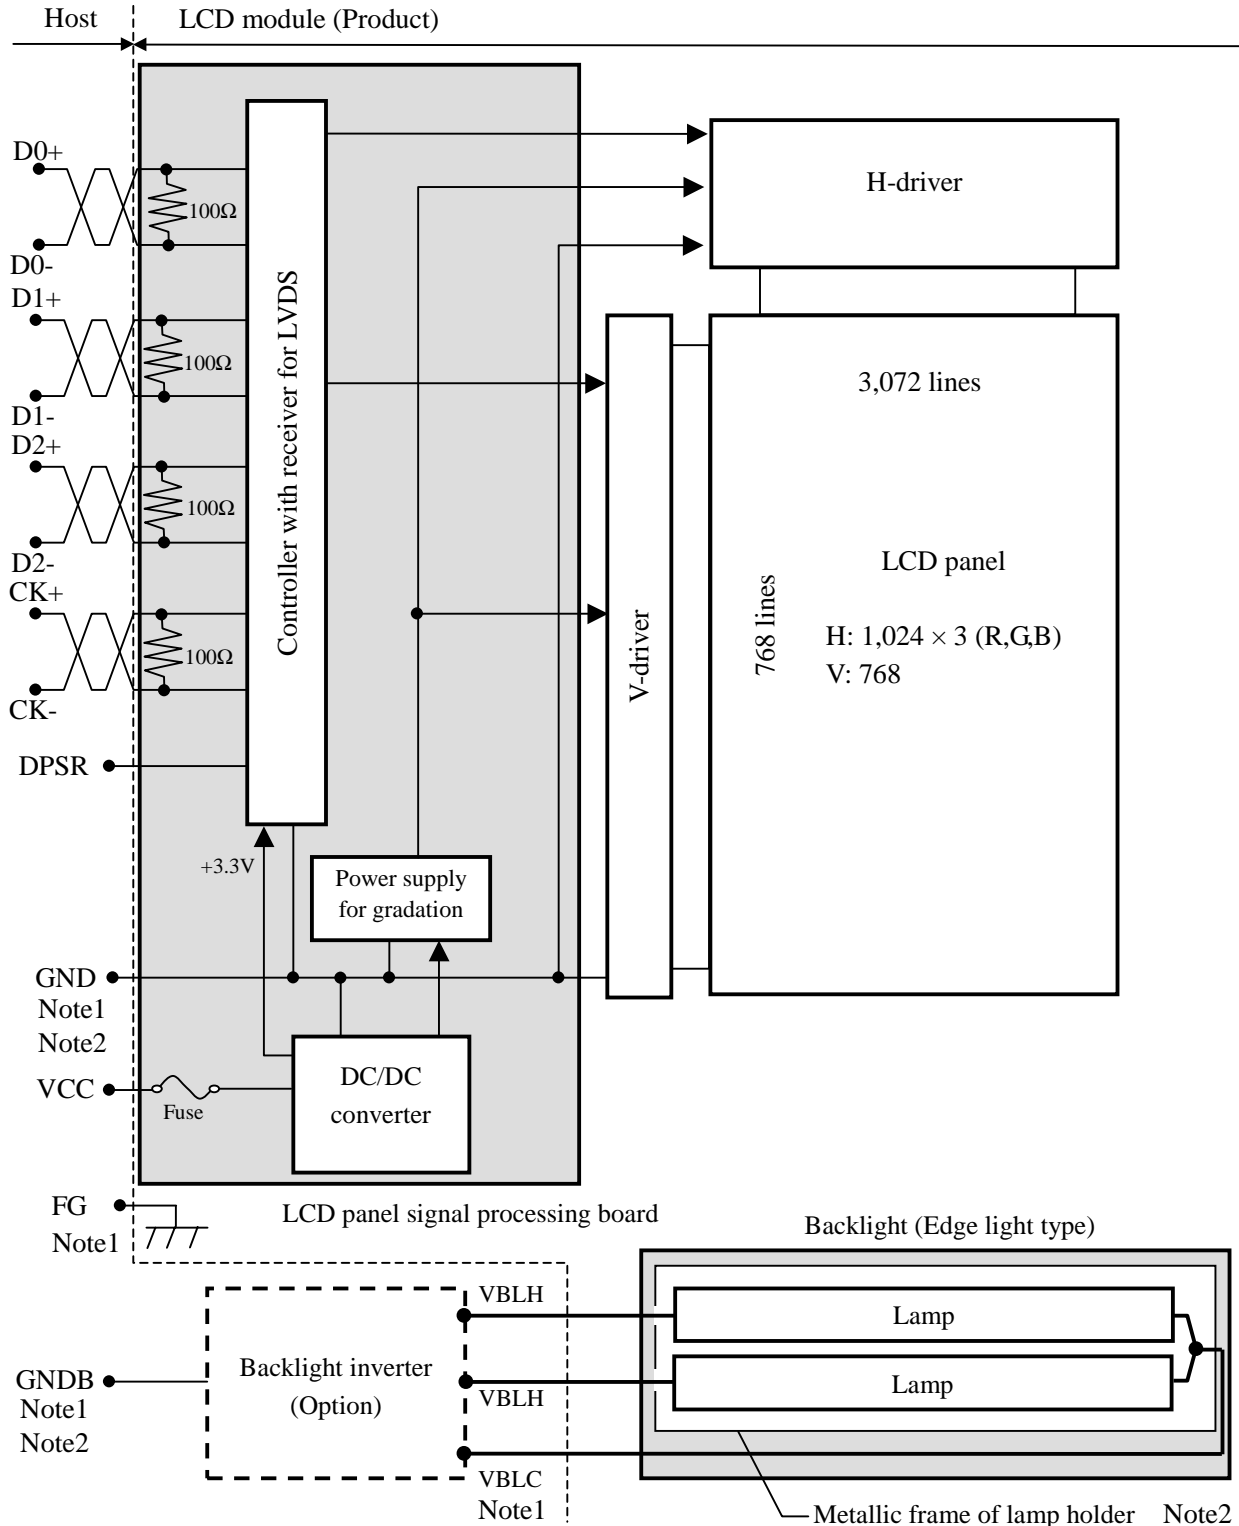 Host
LCD module (Product)
D0+
D0-
100Ω
D1+
D1-
100Ω
D2+
D2-
100Ω
CK+
CK-
100Ω
DPSR
Controller with receiver for LVDS
H-driver
V-driver
3,072 lines
768 lines
LCD panel
H: 1,024 × 3 (R,G,B)
V: 768
+3.3V
Power supply
for gradation
GND
Note1
Note2
VCC
Fuse
DC/DC
converter
FG
Note1
LCD panel signal processing board
Backlight (Edge light type)
VBLH
Lamp
Backlight inverter
(Option)
GNDB
Note1
Note2
VBLH
Lamp
VBLC
Note1
Metallic frame of lamp holder Note2